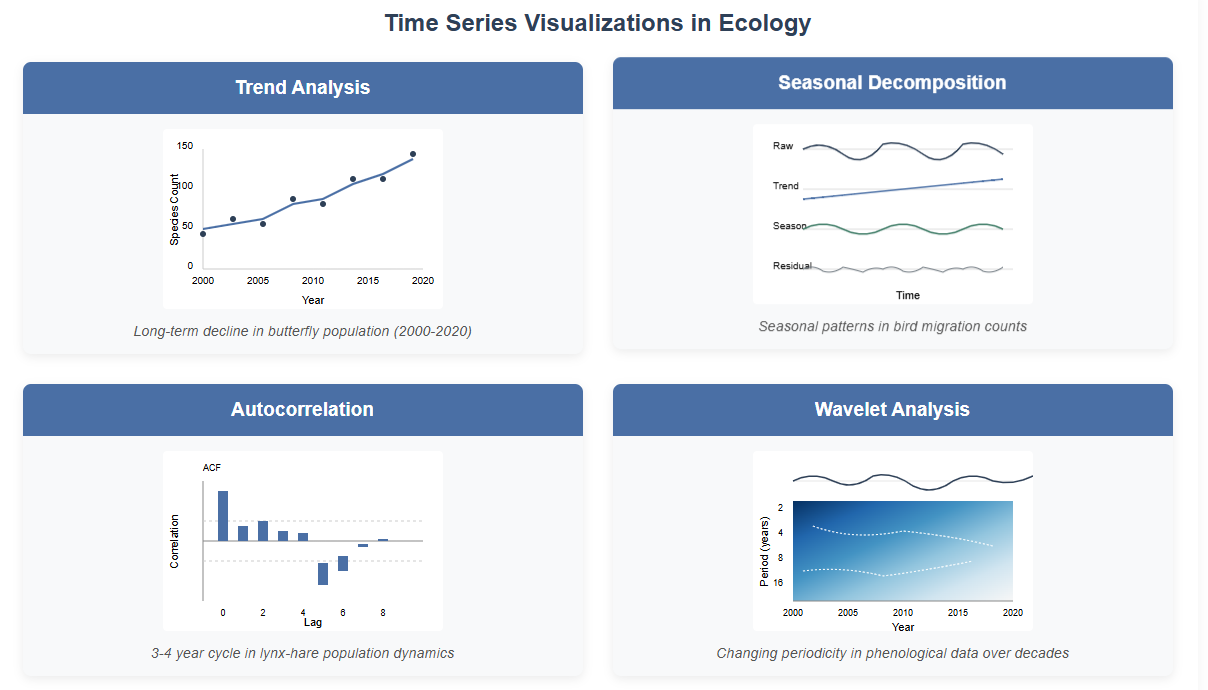 Time Series Visualizations in Ecology
Trend Analysis
150
100
50
0
Species Count
2000 2005 2010 2015 2020
Year
Long-term decline in butterfly population (2000-2020)
Seasonal Decomposition
Raw
Trend
Season
Residual
Time
Seasonal patterns in bird migration counts
Autocorrelation
ACF
Correlation
0 2 4 6 8
Lag
3-4 year cycle in lynx-hare population dynamics
Wavelet Analysis
2
4
8
16
Period (years)
2000 2005 2010 2015 2020
Year
Changing periodicity in phenological data over decades